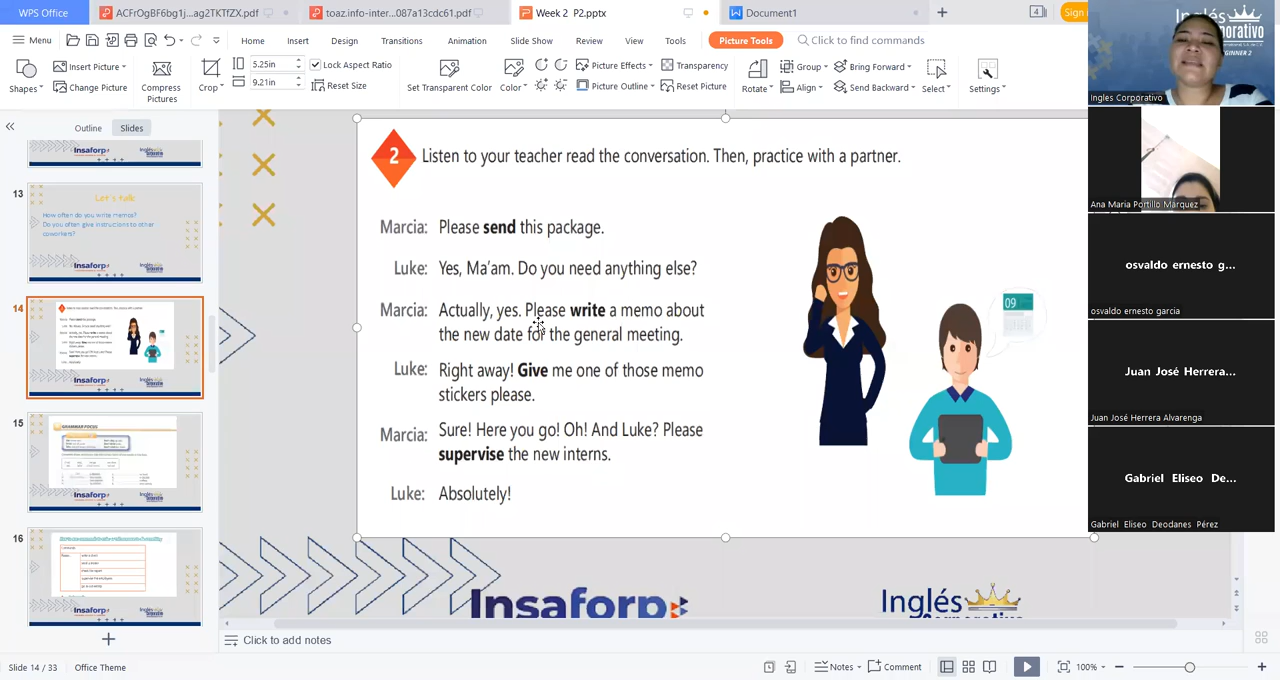 WPS Office
ACFrOgBF6bg1j...ag2TKTfZX.pdf
toaz.info-inter...087a13cdc61.pdf
Week 2 P2.pptx
Document1
4
Sign
Menu
Home
Insert
Design
Transitions
Animation
Slide Show
Review
View
Tools
Picture Tools
Click to find commands
Shapes
Insert Picture
Change Picture
Compress
Pictures
Crop
5.25in
9.21in
Lock Aspect Ratio
Reset Size
Set Transparent Color
Color
Picture Effects
Picture Outline
Transparency
Reset Picture
Rotate
Group
Align
Bring Forward
Send Backward
Select
Settings
Outline
Slides
13
Let's talk
How often do you write memos?
Do you often give instructions to other
coworkers?
Insaforp
14
Insaforp
15
GRAMMAR FOCUS
Insaforp
16
Insaforp
2
Listen to your teacher read the conversation. Then, practice with a partner.
Marcia: Please send this package.
Luke: Yes, Ma'am. Do you need anything else?
Marcia: Actually, yes. Please write a memo about
the new date for the general meeting.
Luke: Right away! Give me one of those memo
stickers please.
Marcia: Sure! Here you go! Oh! And Luke? Please
supervise the new interns.
Luke: Absolutely!
09
Insaforp
Inglés
Ingles Corporativo
Ana Maria Portillo Marquez
osvaldo ernesto g...
osvaldo ernesto garcia
Juan José Herrera...
Juan José Herrera Alvarenga
Gabriel Eliseo De...
Gabriel Eliseo Deodanes Pérez
Click to add notes
Slide 14 / 33
Office Theme
Notes
Comment
100%